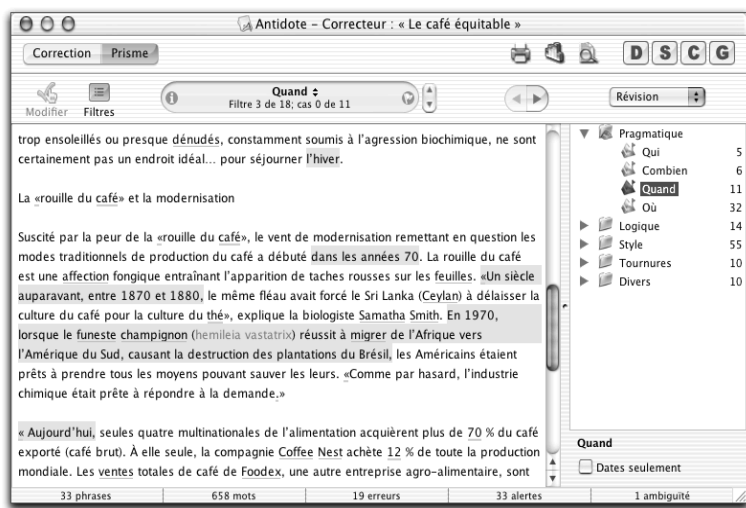 Antidote – Correcteur : « Le café équitable »
Correction Prisme
D S C G
Modifier Filtres
Quand
Filtre 3 de 18; cas 0 de 11
Révision
trop ensoleillés ou presque dénudés, constamment soumis à l'agression biochimique, ne sont
certainement pas un endroit idéal... pour séjourner l'hiver.
La «rouille du café» et la modernisation
Suscité par la peur de la «rouille du café», le vent de modernisation remettant en question les
modes traditionnels de production du café a débuté dans les années 70. La rouille du café
est une affection fongique entraînant l'apparition de taches rousses sur les feuilles. «Un siècle
auparavant, entre 1870 et 1880, le même fléau avait forcé le Sri Lanka (Ceylan) à délaisser la
culture du café pour la culture du thé», explique la biologiste Samatha Smith. En 1970,
lorsque le funeste champignon (hemileia vastatrix) réussit à migrer de l'Afrique vers
l'Amérique du Sud, causant la destruction des plantations du Brésil, les Américains étaient
prêts à prendre tous les moyens pouvant sauver les leurs. «Comme par hasard, l'industrie
chimique était prête à répondre à la demande.»
« Aujourd'hui, seules quatre multinationales de l'alimentation acquièrent plus de 70 % du café
exporté (café brut). À elle seule, la compagnie Coffee Nest achète 12 % de toute la production
mondiale. Les ventes totales de café de Foodex, une autre entreprise agro-alimentaire, sont
Pragmatique
Qui 5
Combien 6
Quand 11
Où 32
Logique 14
Style 55
Tournures 10
Divers 10
Quand
Dates seulement
33 phrases 658 mots 19 erreurs 33 alertes 1 ambiguïté